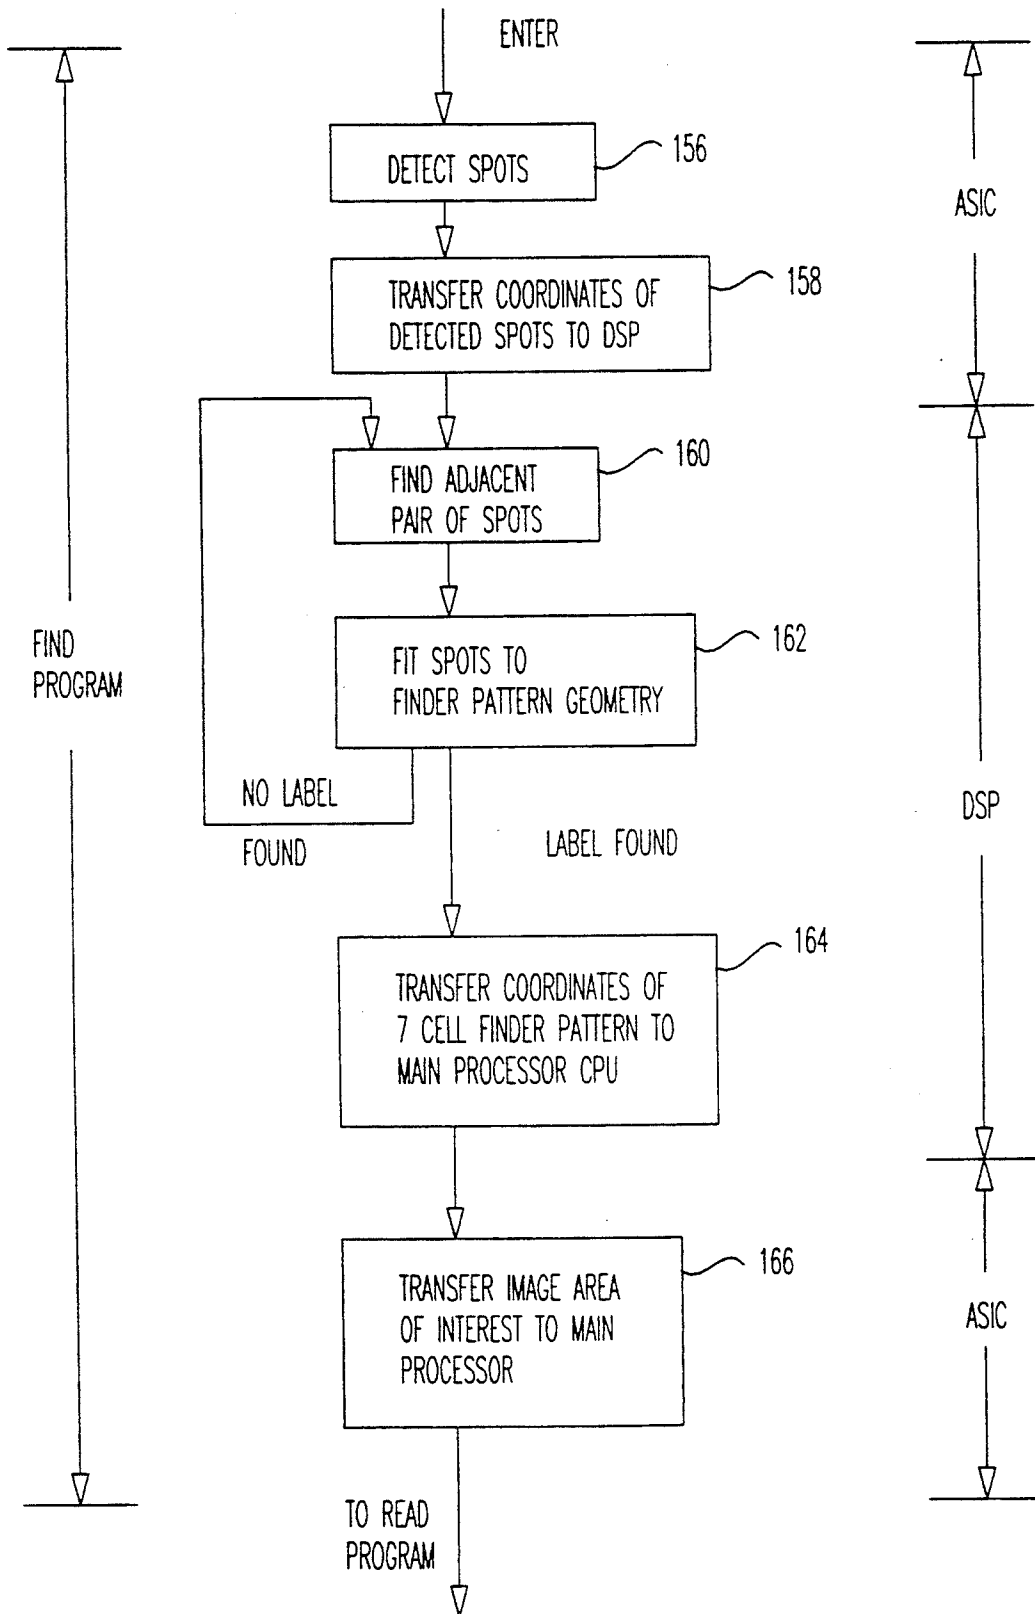 ENTER
DETECT SPOTS
156
ASIC
TRANSFER COORDINATES OF
DETECTED SPOTS TO DSP
158
FIND ADJACENT
PAIR OF SPOTS
160
FIND
PROGRAM
FIT SPOTS TO
FINDER PATTERN GEOMETRY
162
NO LABEL
FOUND
LABEL FOUND
DSP
TRANSFER COORDINATES OF
7 CELL FINDER PATTERN TO
MAIN PROCESSOR CPU
164
TRANSFER IMAGE AREA
OF INTEREST TO MAIN
PROCESSOR
166
ASIC
TO READ
PROGRAM